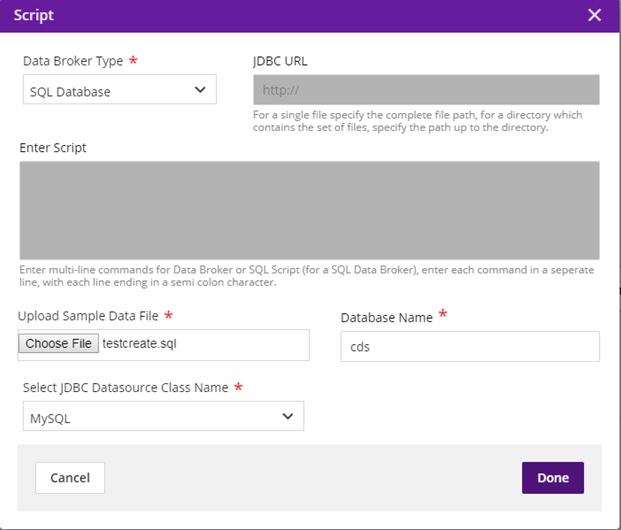 Script
Data Broker Type *
JDBC URL
SQL Database
http://
For a single file specify the complete file path, for a directory which
contains the set of files, specify the path up to the directory.
Enter Script
Enter multi-line commands for Data Broker or SQL Script (for a SQL Data Broker), enter each command in a seperate
line, with each line ending in a semi colon character.
Upload Sample Data File *
Database Name *
Choose File testcreate.sql
cds
Select JDBC Datasource Class Name *
MySQL
Cancel
Done